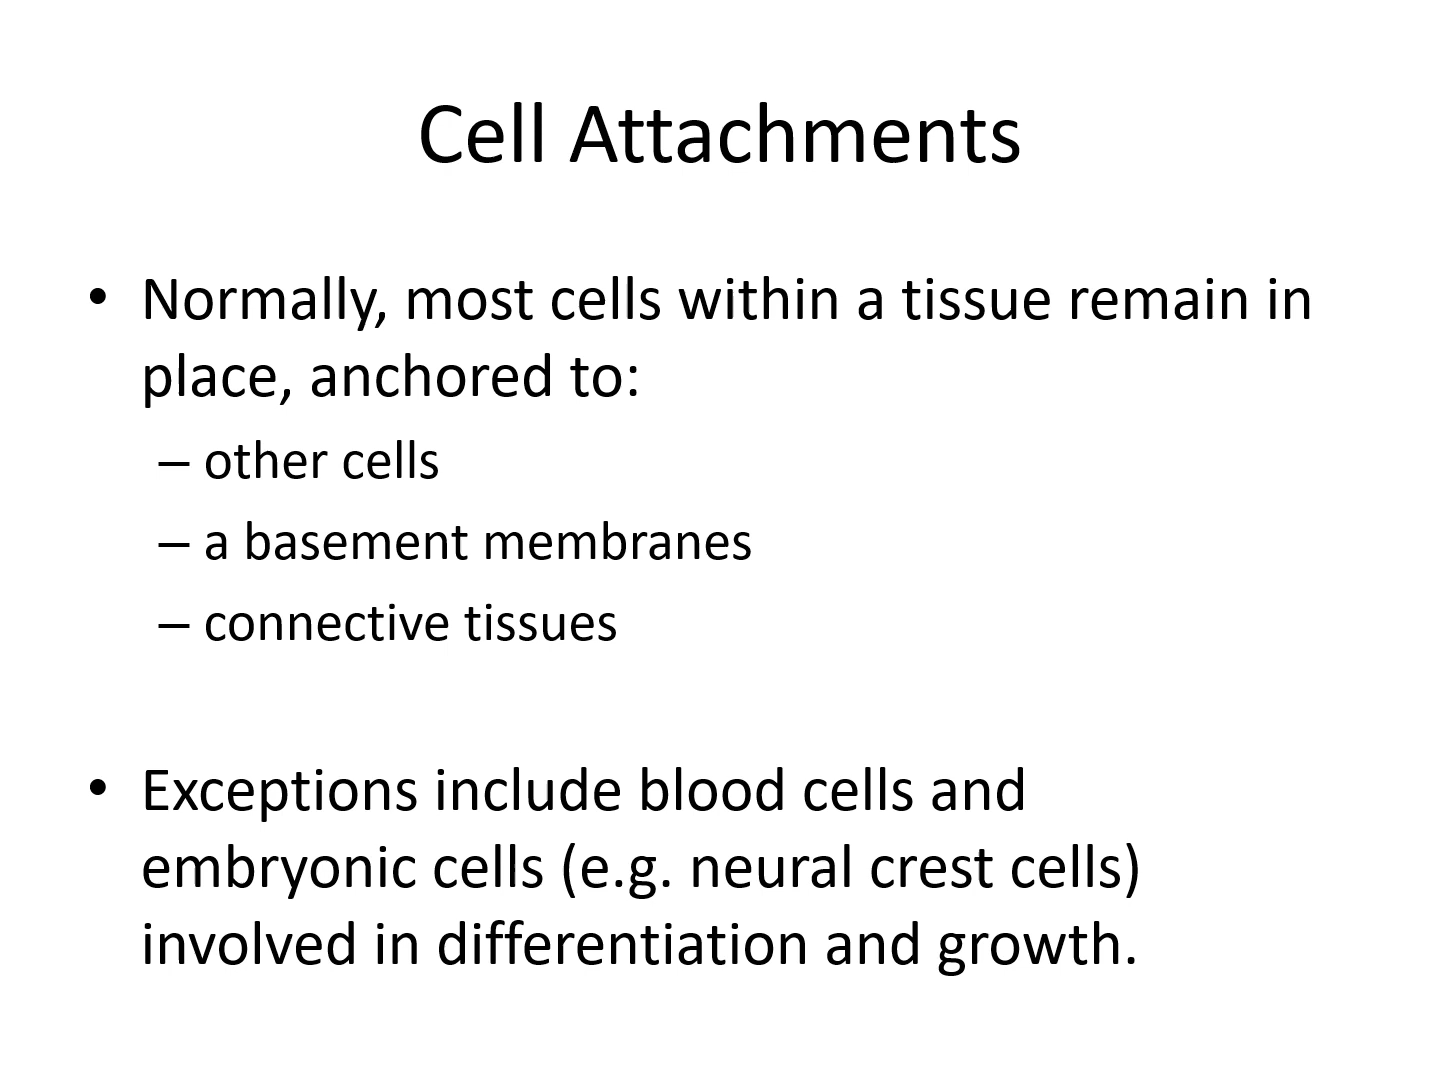 Cell Attachments
• Normally, most cells within a tissue remain in
place, anchored to:
– other cells
– a basement membranes
– connective tissues
• Exceptions include blood cells and
embryonic cells (e.g. neural crest cells)
involved in differentiation and growth.